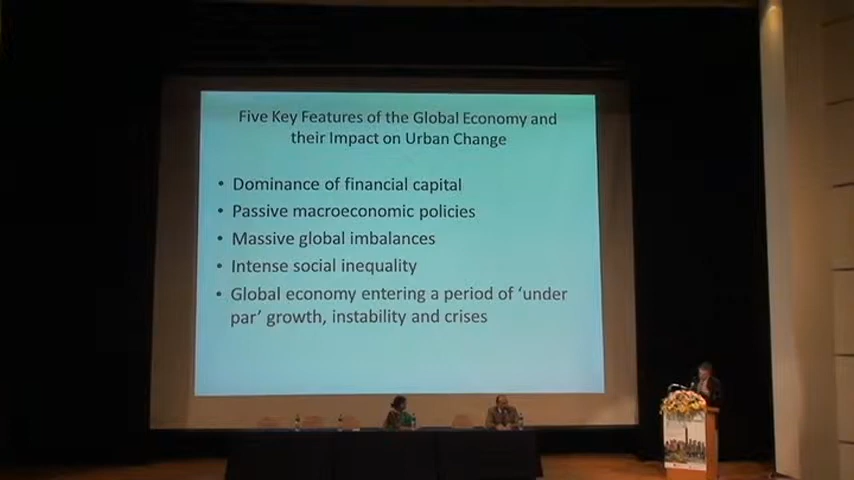 Five Key Features of the Global Economy and
their Impact on Urban Change
• Dominance of financial capital
• Passive macroeconomic policies
• Massive global imbalances
• Intense social inequality
• Global economy entering a period of ‘under
par’ growth, instability and crises